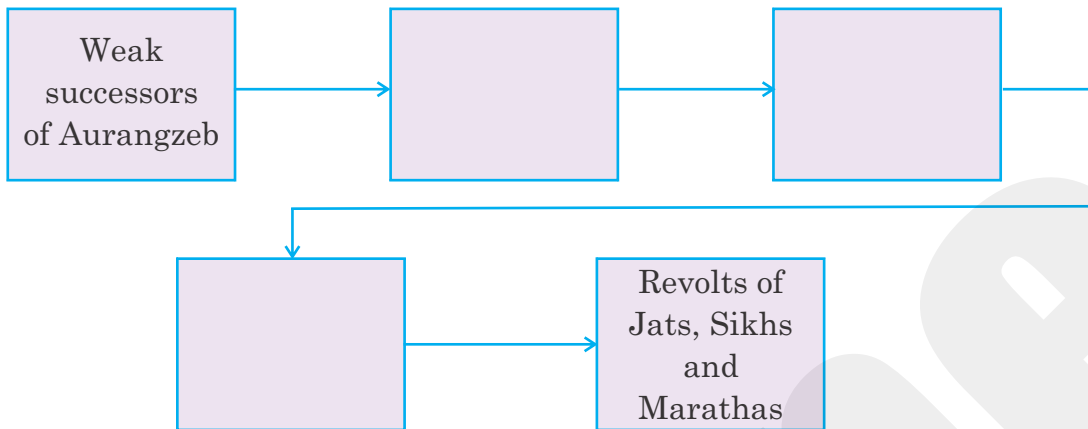 Weak
successors
of Aurangzeb
Revolts of
Jats, Sikhs
and
Marathas